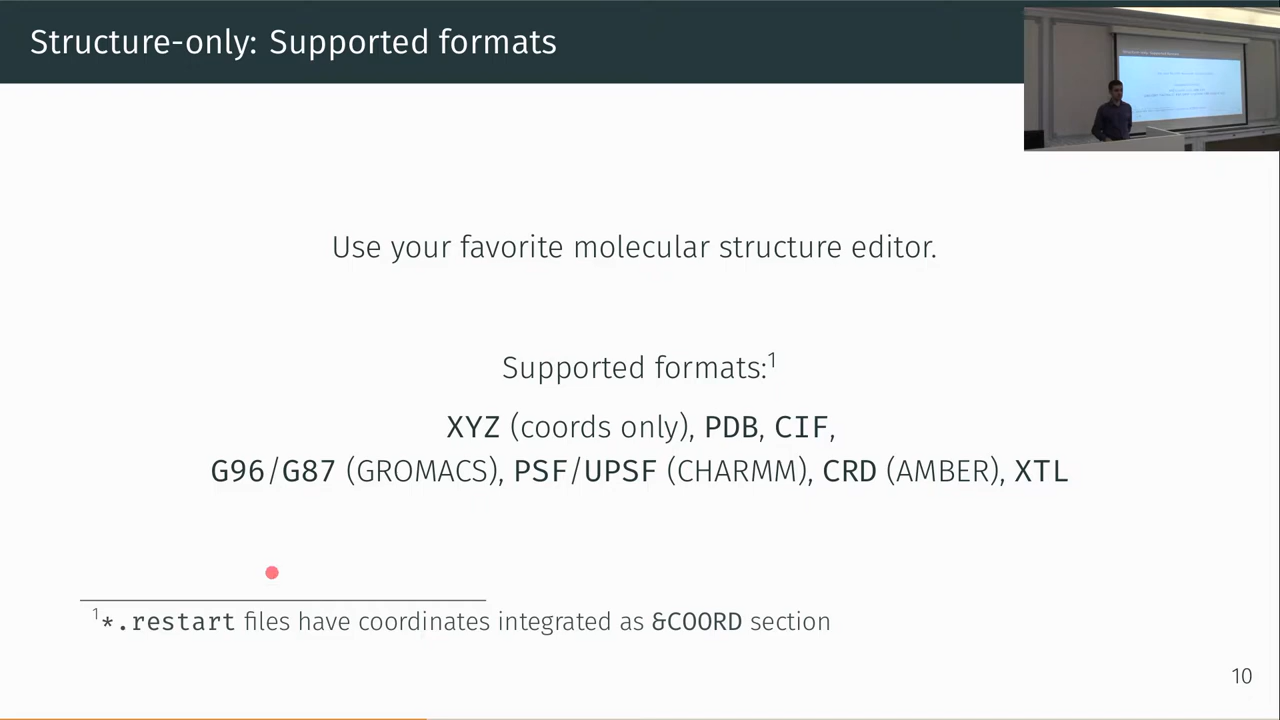 Structure-only: Supported formats
Use your favorite molecular structure editor.
Supported formats:¹
XYZ (coords only), PDB, CIF,
G96/G87 (GROMACS), PSF/UPSF (CHARMM), CRD (AMBER), XTL
¹*.restart files have coordinates integrated as &COORD section
10